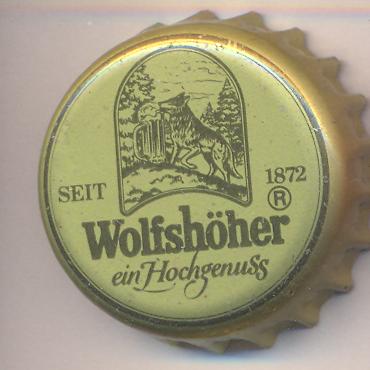 SEIT 1872
®
Wolfshöher
ein Hochgenuss